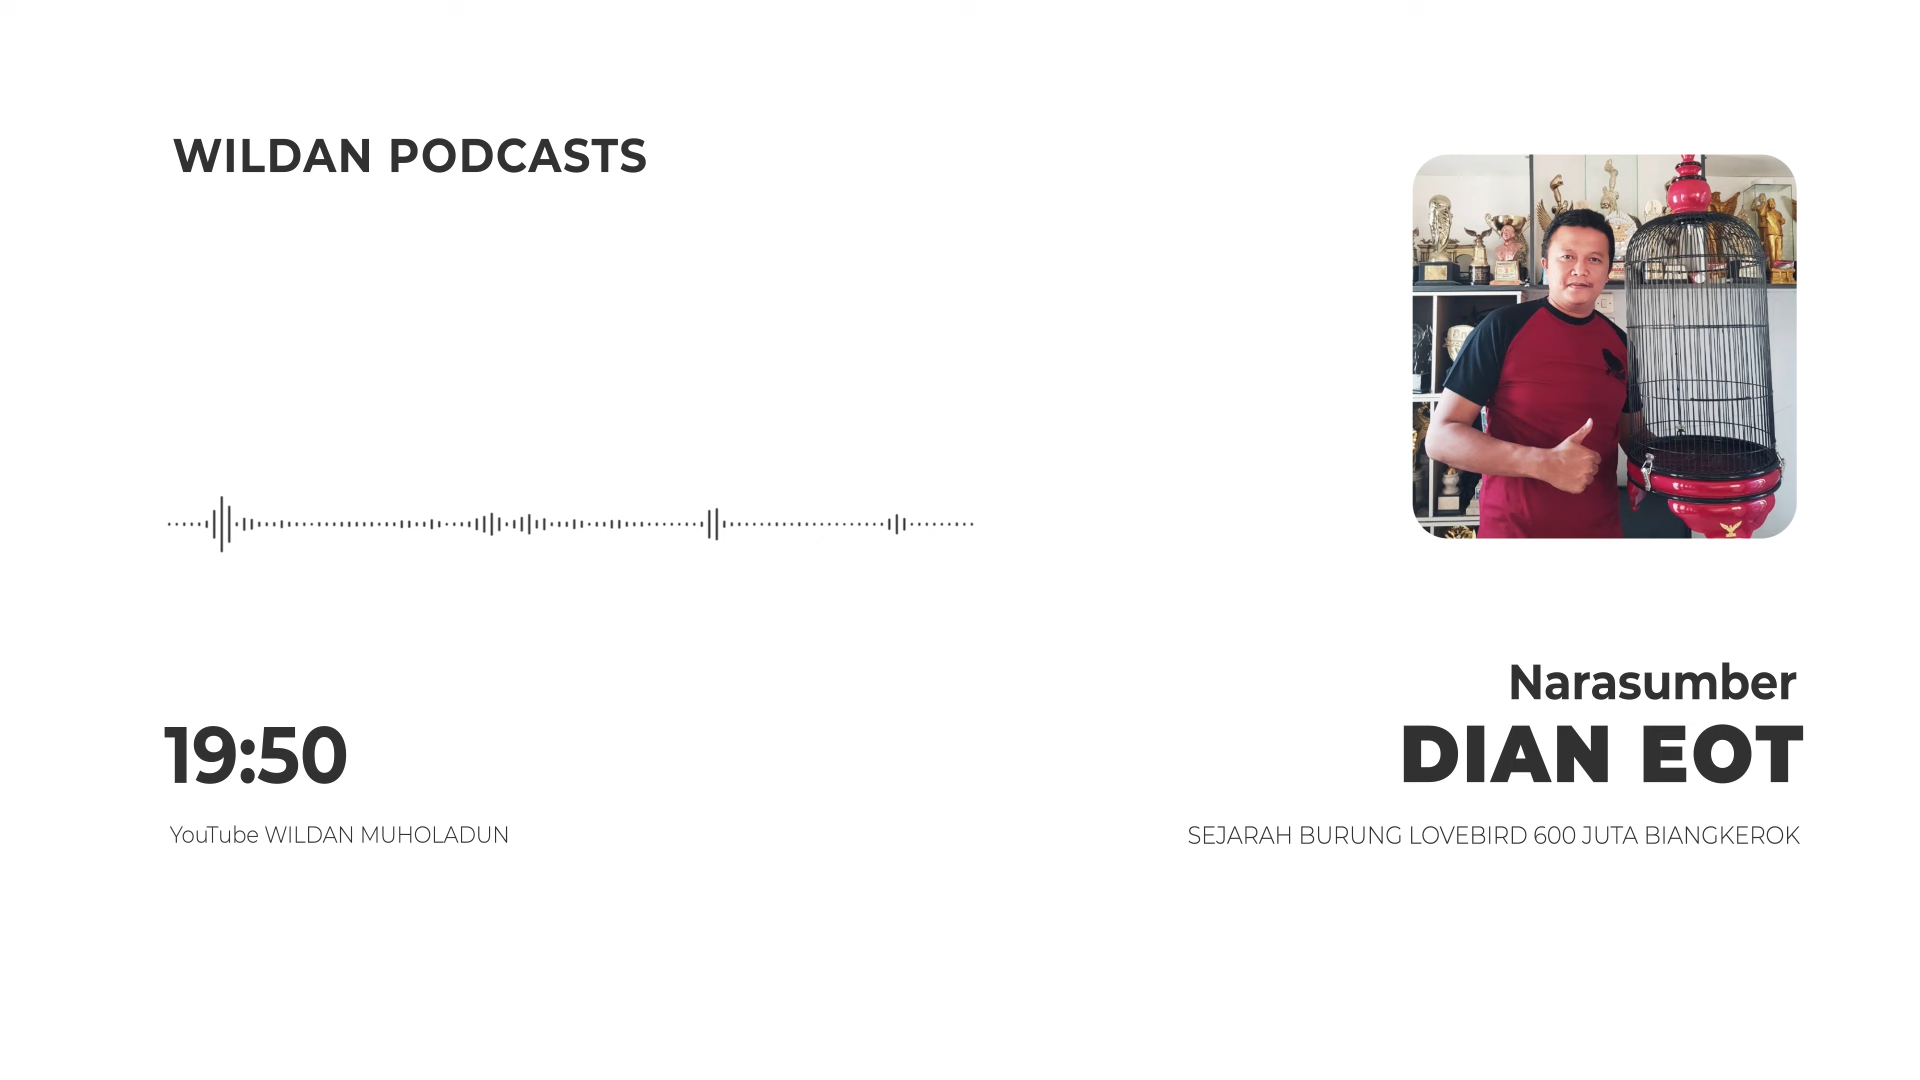 WILDAN PODCASTS
19:50
YouTube WILDAN MUHOLADUN
Narasumber
DIAN EOT
SEJARAH BURUNG LOVEBIRD 600 JUTA BIANGKEROK